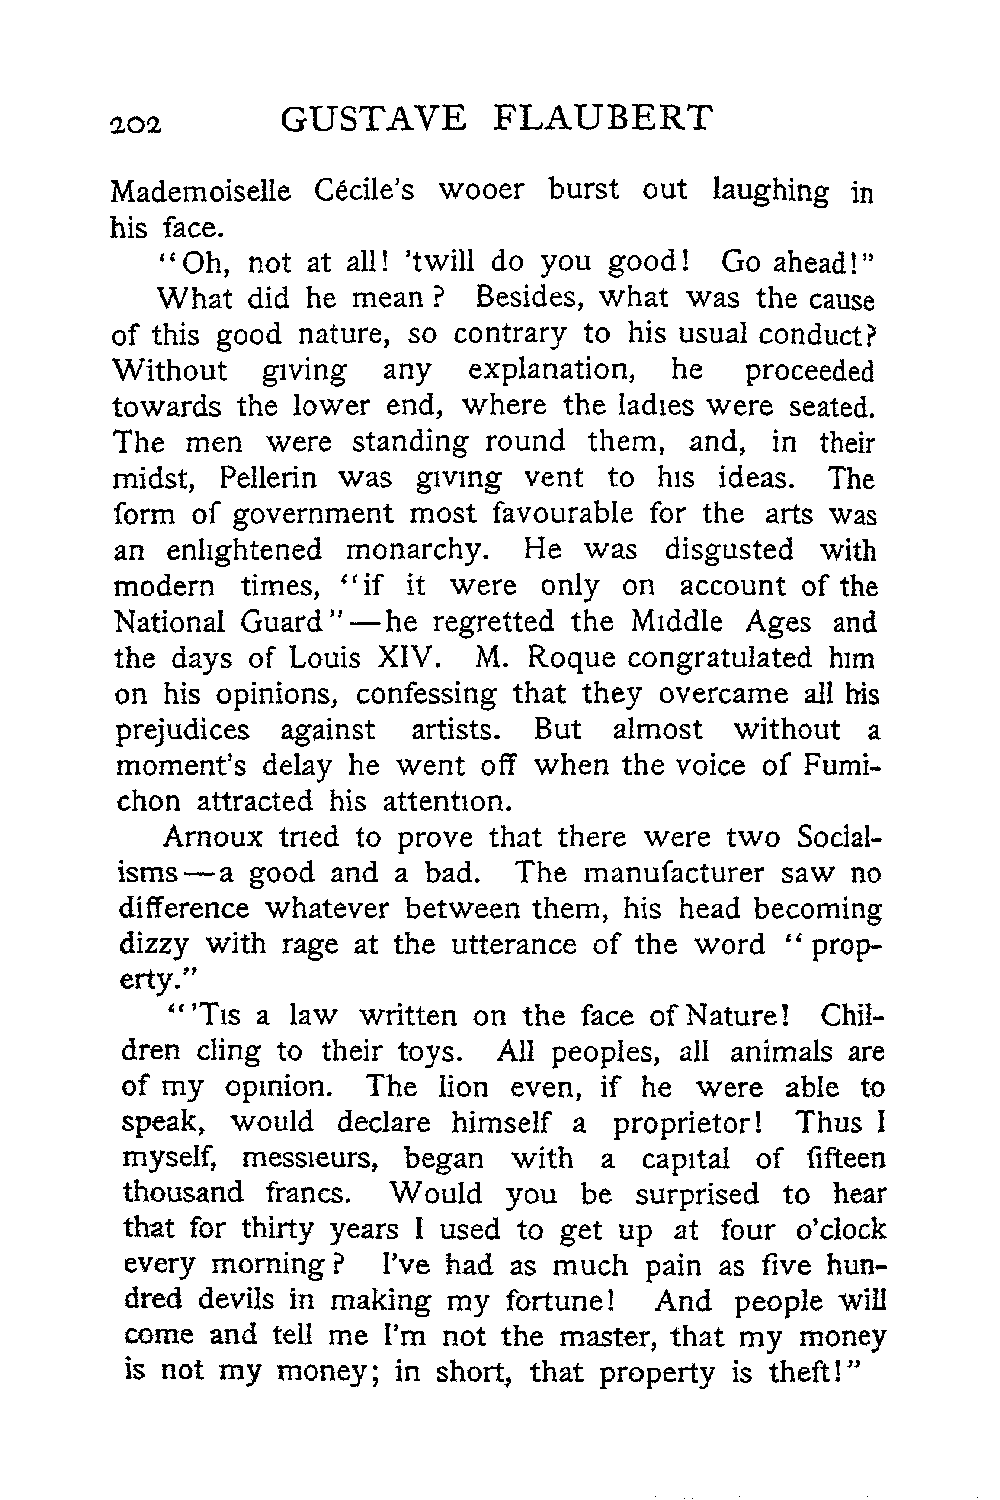 202 GUSTAVE FLAUBERT
Mademoiselle Cécile's wooer burst out laughing in
his face.
"Oh, not at all! 'twill do you good! Go ahead!"
What did he mean? Besides, what was the cause
of this good nature, so contrary to his usual conduct?
Without giving any explanation, he proceeded
towards the lower end, where the ladies were seated.
The men were standing round them, and, in their
midst, Pellerin was giving vent to his ideas. The
form of government most favourable for the arts was
an enlightened monarchy. He was disgusted with
modern times, "if it were only on account of the
National Guard"—he regretted the Middle Ages and
the days of Louis XIV. M. Roque congratulated him
on his opinions, confessing that they overcame all his
prejudices against artists. But almost without a
moment's delay he went off when the voice of Fumi-
chon attracted his attention.
Arnoux tried to prove that there were two Social-
isms—a good and a bad. The manufacturer saw no
difference whatever between them, his head becoming
dizzy with rage at the utterance of the word "prop-
erty."
"'Tis a law written on the face of Nature! Chil-
dren cling to their toys. All peoples, all animals are
of my opinion. The lion even, if he were able to
speak, would declare himself a proprietor! Thus I
myself, messieurs, began with a capital of fifteen
thousand francs. Would you be surprised to hear
that for thirty years I used to get up at four o'clock
every morning? I've had as much pain as five hun-
dred devils in making my fortune! And people will
come and tell me I'm not the master, that my money
is not my money; in short, that property is theft!"